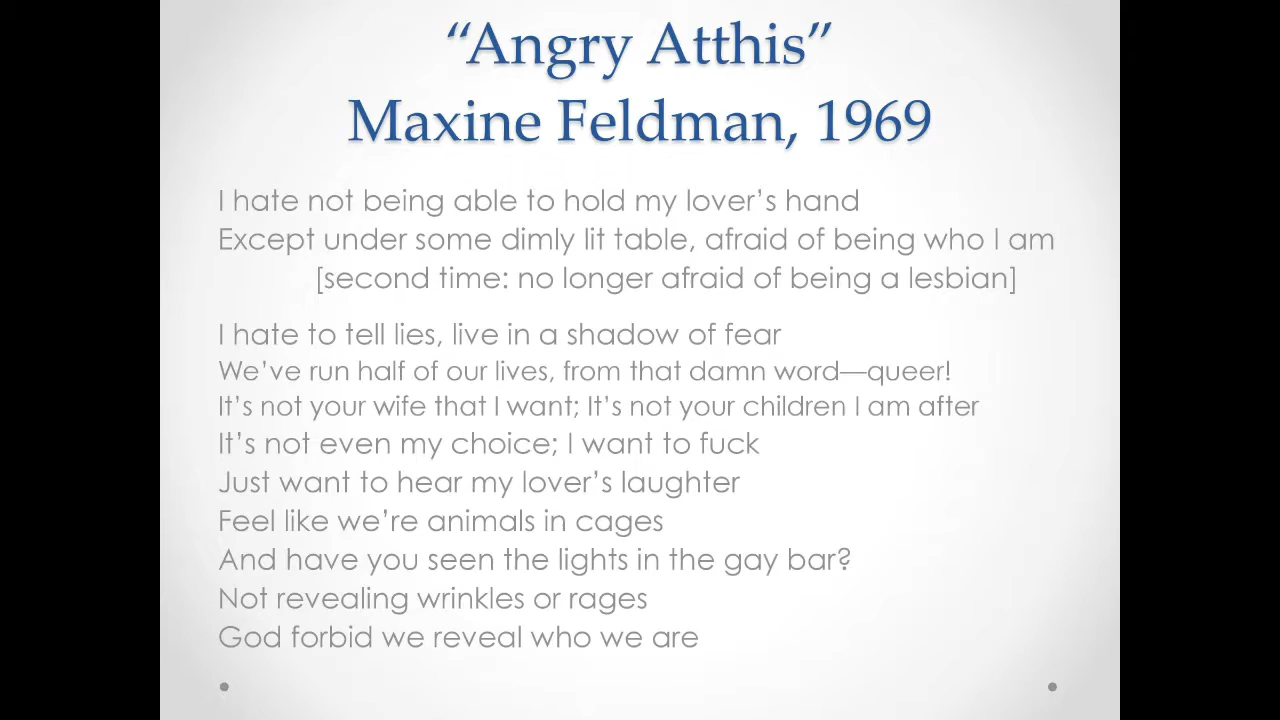 “Angry Atthis”
Maxine Feldman, 1969
I hate not being able to hold my lover’s hand
Except under some dimly lit table, afraid of being who I am
[second time: no longer afraid of being a lesbian]
I hate to tell lies, live in a shadow of fear
We’ve run half of our lives, from that damn word—queer!
It’s not your wife that I want; It’s not your children I am after
It’s not even my choice; I want to fuck
Just want to hear my lover’s laughter
Feel like we’re animals in cages
And have you seen the lights in the gay bar?
Not revealing wrinkles or rages
God forbid we reveal who we are